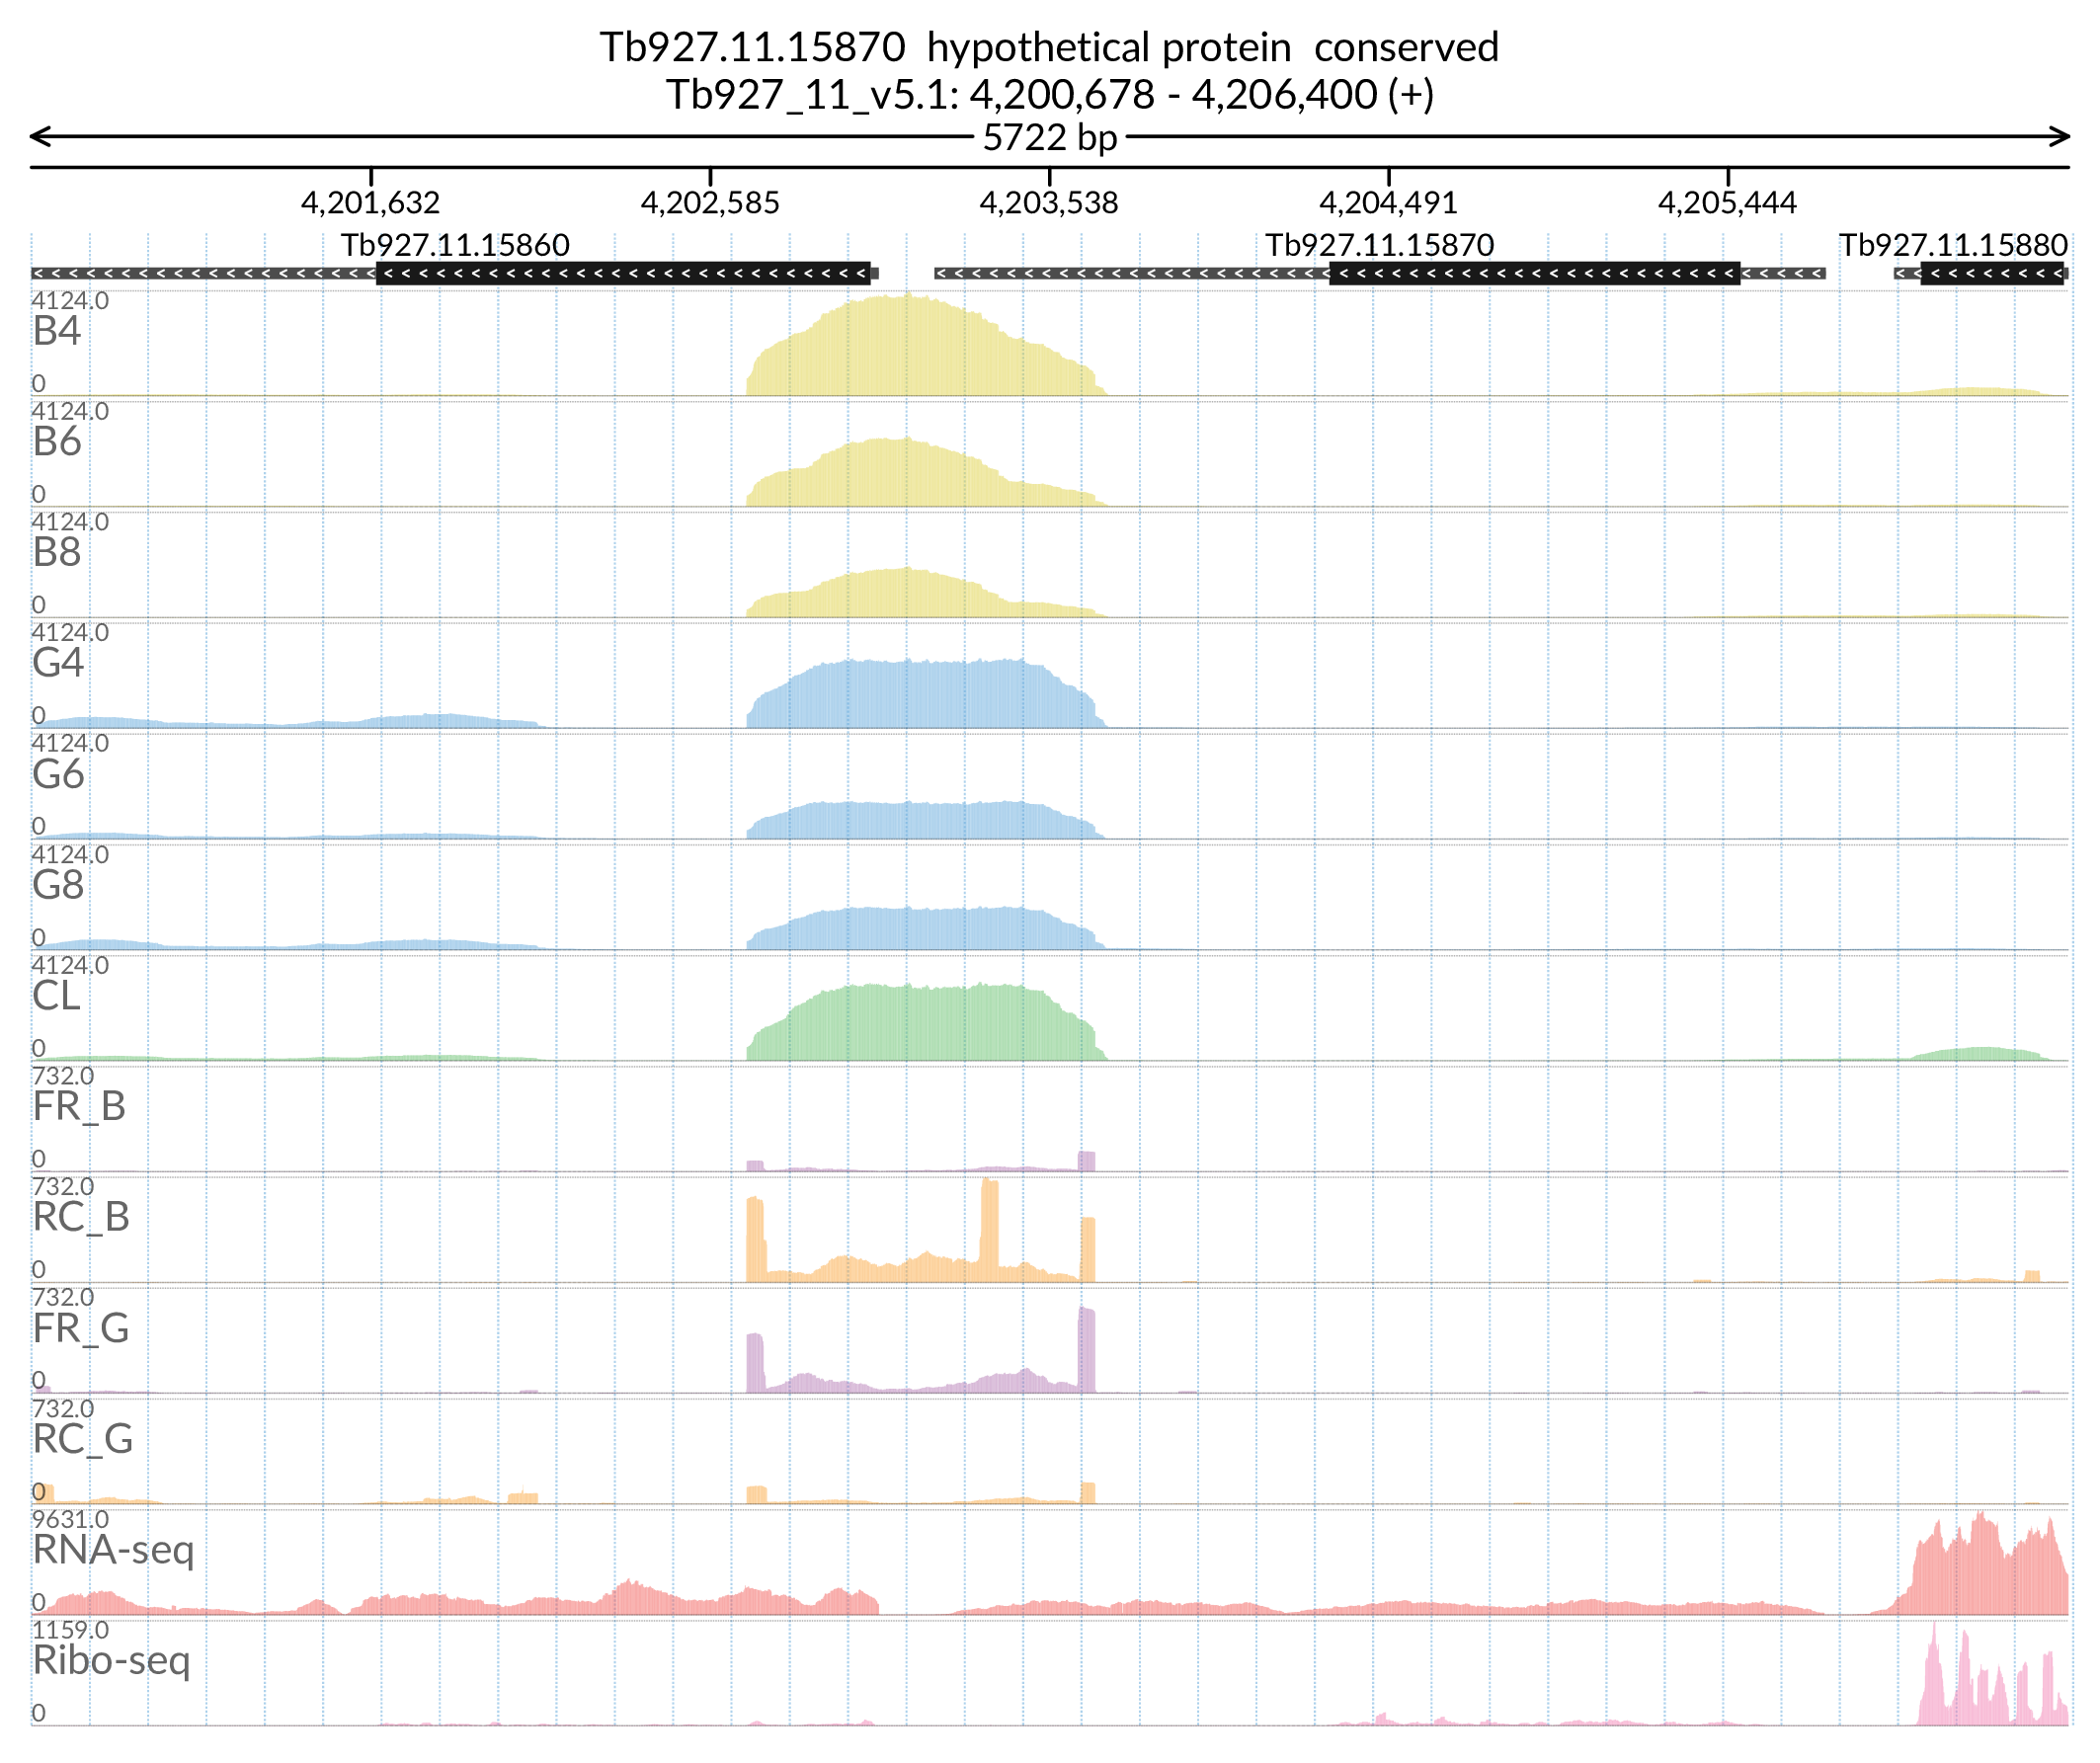 Tb927.11.15870 hypothetical protein conserved
Tb927_11_v5.1: 4,200,678 - 4,206,400 (+)
5722 bp
4,201,632 4,202,585 4,203,538 4,204,491 4,205,444
Tb927.11.15860 Tb927.11.15870 Tb927.11.15880
4124.0
B4
0
4124.0
B6
0
4124.0
B8
0
4124.0
G4
0
4124.0
G6
0
4124.0
G8
0
4124.0
CL
0
732.0
FR_B
0
732.0
RC_B
0
732.0
FR_G
0
732.0
RC_G
0
9631.0
RNA-seq
0
1159.0
Ribo-seq
0